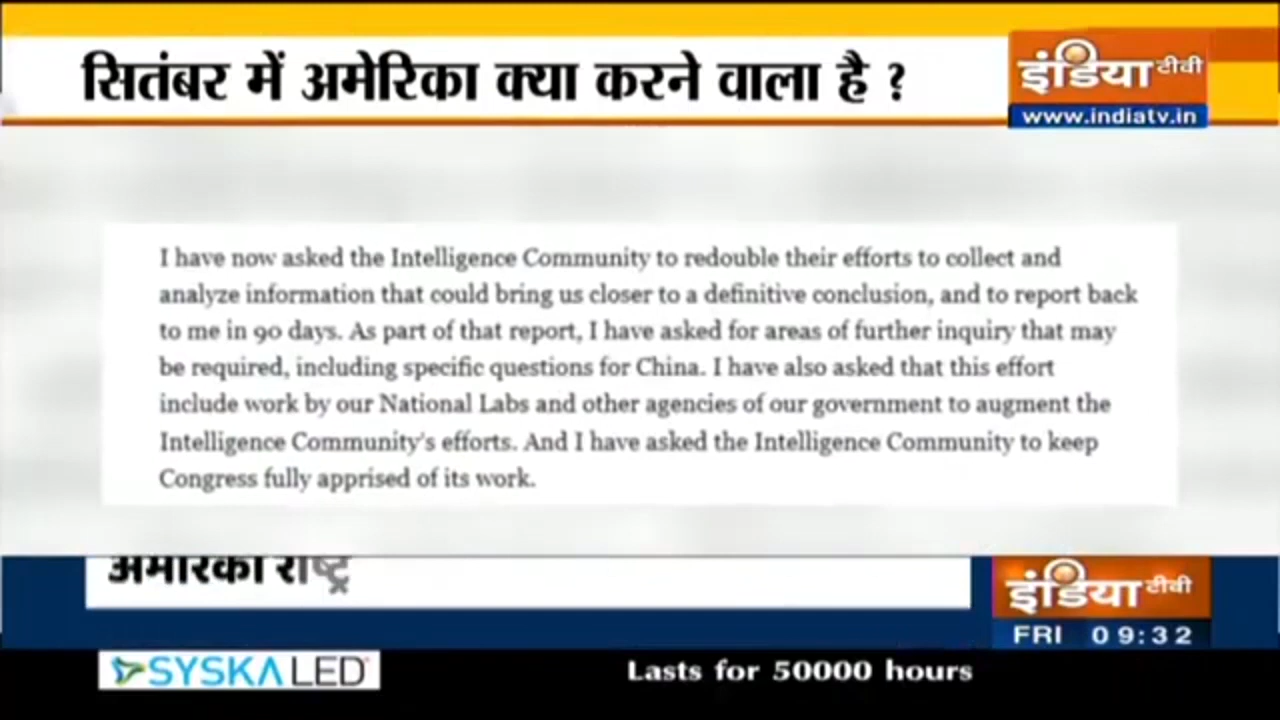 सितंबर में अमेरिका क्या करने वाला है ?
इंडिया टीवी
www.indiatv.in
I have now asked the Intelligence Community to redouble their efforts to collect and
analyze information that could bring us closer to a definitive conclusion, and to report back
to me in 90 days. As part of that report, I have asked for areas of further inquiry that may
be required, including specific questions for China. I have also asked that this effort
include work by our National Labs and other agencies of our government to augment the
Intelligence Community's efforts. And I have asked the Intelligence Community to keep
Congress fully apprised of its work.
अमेरिकी राष्ट्र
इंडिया टीवी
FRI 09:32
SYSKA LED
Lasts for 50000 hours